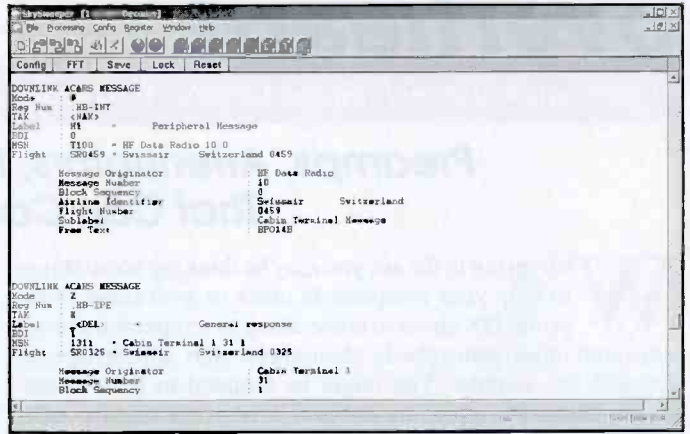 SkySweeper [1 - Decoder]
File Processing Config Register Window Help
Config FFT Save Lock Reset
DOWNLINK ACARS MESSAGE
Mode : @
Reg Num : .HB-INT
TAK : <NAK>
Label : H1 - Peripheral Message
BDI : 0
MSN : T100 - HF Data Radio 10 0
Flight : SR0459 - Swissair Switzerland 0459
Message Originator : HF Data Radio
Message Number : 10
Block Sequency : 0
Airline Identifier : Swissair Switzerland
Flight Number : 0459
Sublabel : Cabin Terminal Message
Free Text : BPO14B
DOWNLINK ACARS MESSAGE
Mode : 2
Reg Num : .HB-IPE
TAK
Label : _<DEL> - General response
BDI
MSN : 1311 - Cabin Terminal 1 31 1
Flight : SR0325 - Swissair Switzerland 0325
Message Originator : Cabin Terminal
Message Number : 31
Block Sequency : 1